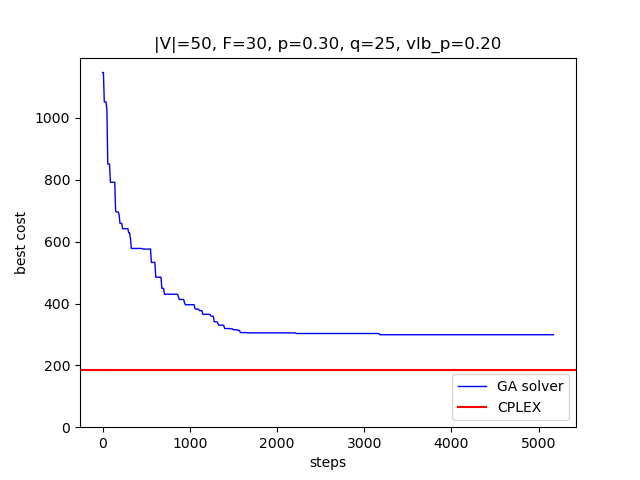 |V|=50, F=30, p=0.30, q=25, vlb_p=0.20
best cost
1000
800
600
400
200
0
0 1000 2000 3000 4000 5000
steps
GA solver
CPLEX